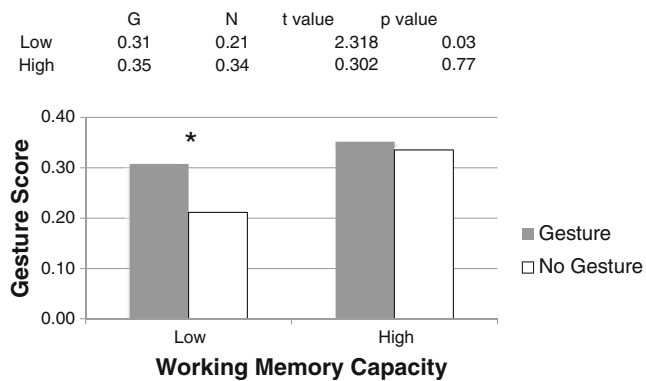 G N t value p value
Low 0.31 0.21 2.318 0.03
High 0.35 0.34 0.302 0.77
0.40
*
0.30
0.20
0.10
0.00
Gesture Score
Gesture
No Gesture
Low High
Working Memory Capacity